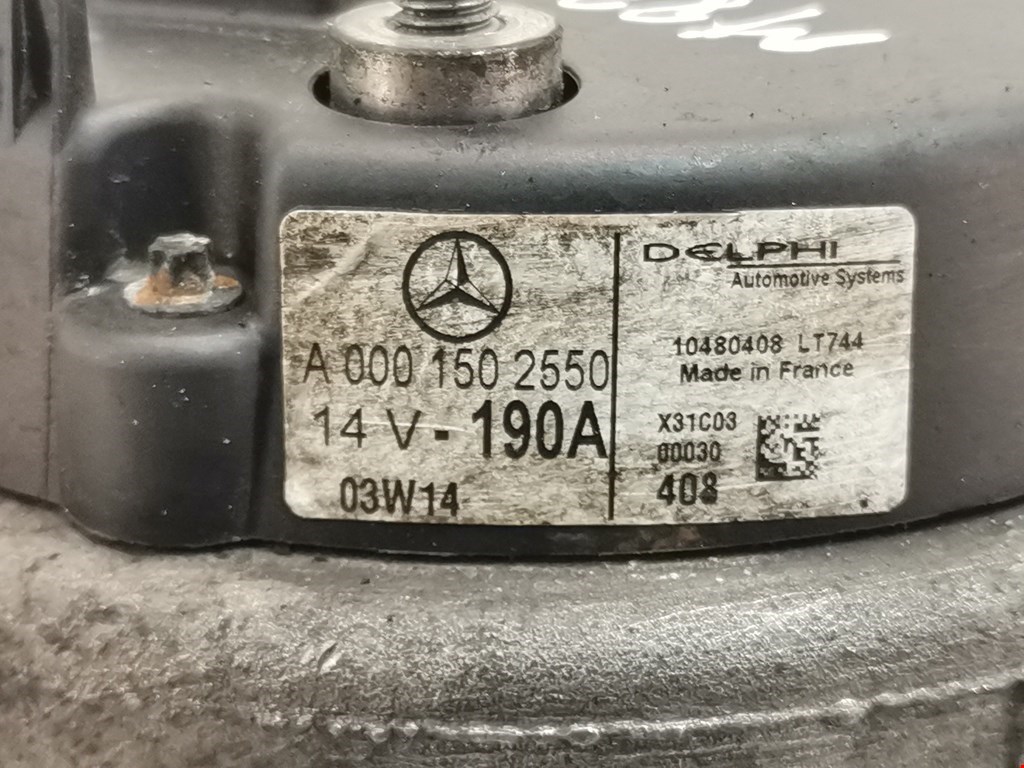 A 000 150 2550
14 V - 190A
03W14
DELPHI
Automotive Systems
10480408 LT744
Made in France
X31C03
00030
408